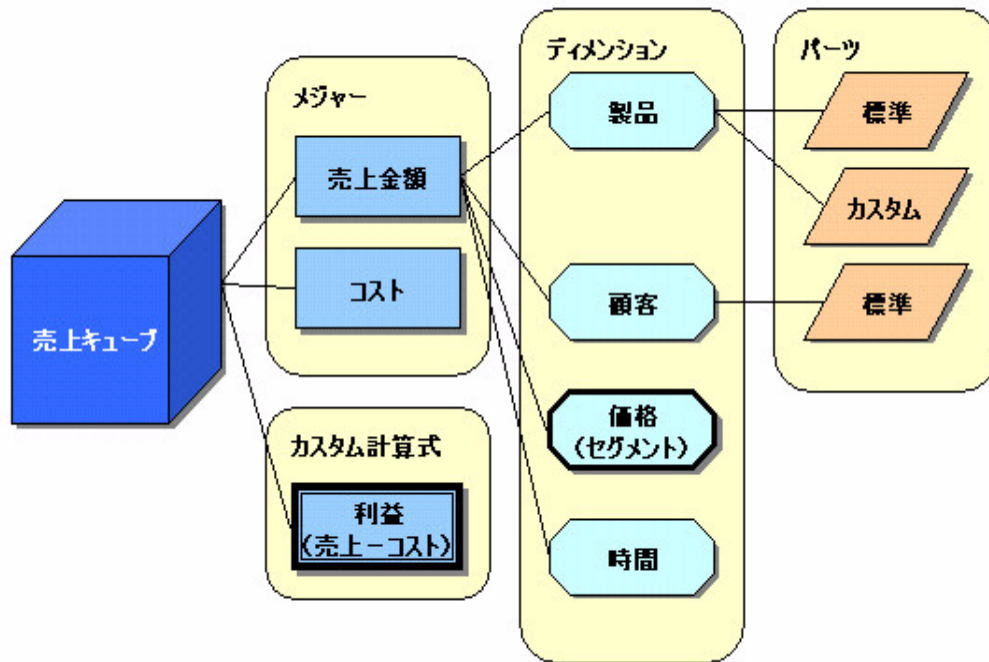 売上キューブ
メジャー
売上金額
コスト
カスタム計算式
利益
(売上-コスト)
ディメンション
製品
顧客
価格
(セグメント)
時間
パーツ
標準
カスタム
標準